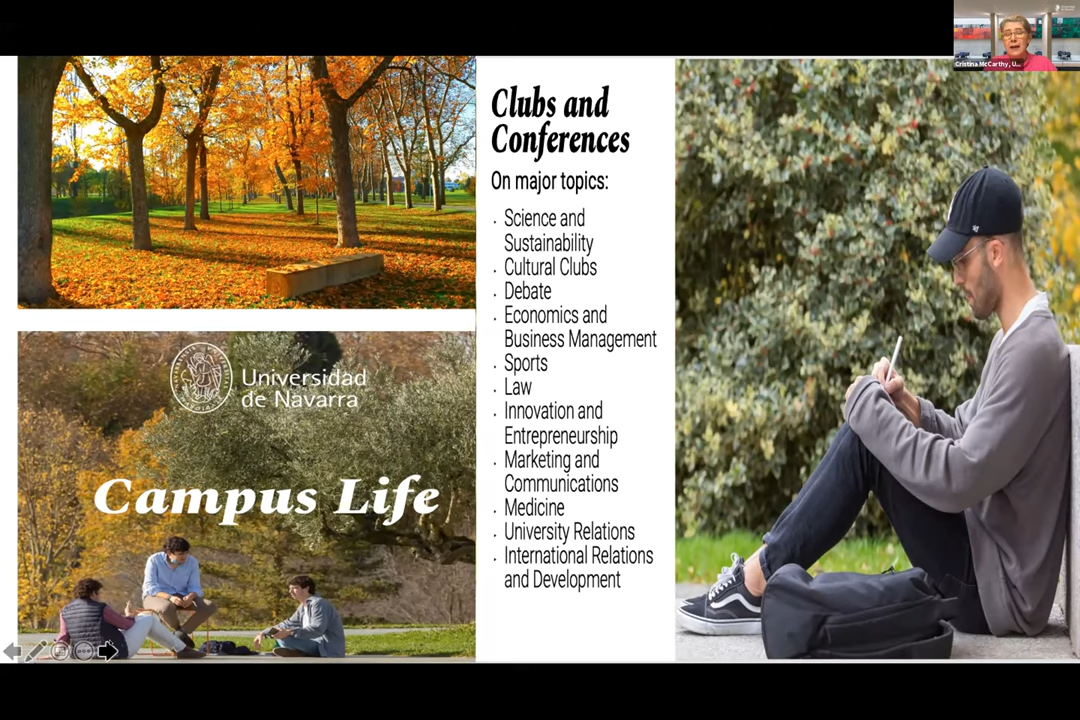 Cristina McCarthy, U...
Clubs and
Conferences
On major topics:
· Science and
Sustainability
· Cultural Clubs
· Debate
· Economics and
Business Management
· Sports
· Law
· Innovation and
Entrepreneurship
· Marketing and
Communications
· Medicine
· University Relations
· International Relations
and Development
Universidad
de Navarra
Campus Life